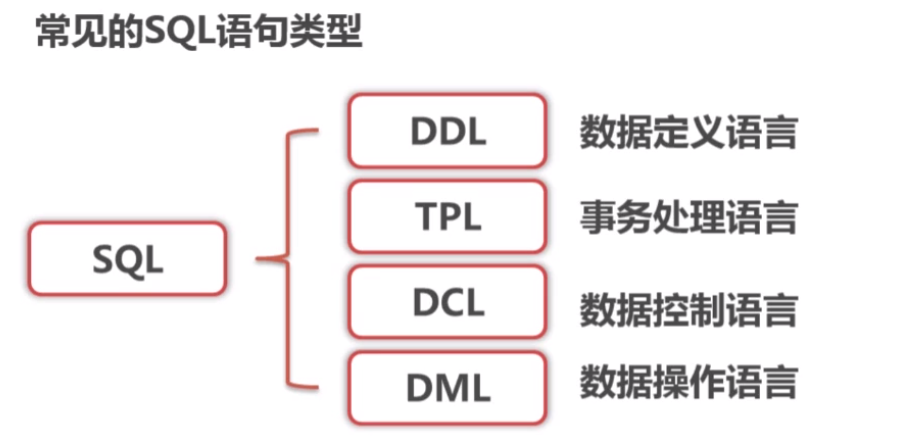 常见的SQL语句类型
DDL 数据定义语言
TPL 事务处理语言
SQL
DCL 数据控制语言
DML 数据操作语言